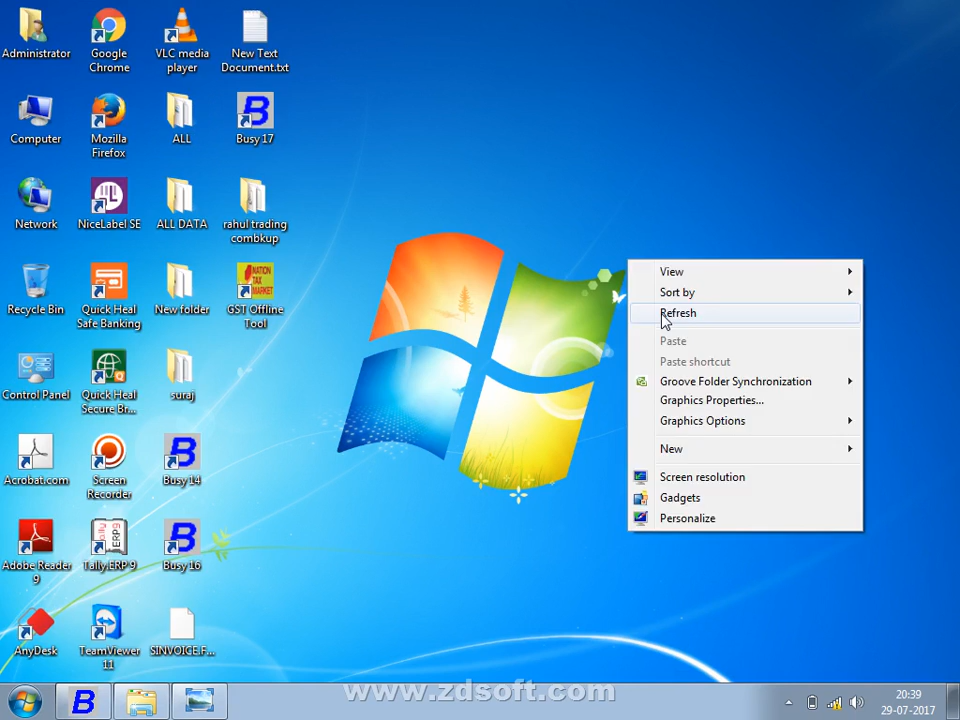 Administrator
Google
Chrome
VLC media
player
New Text
Document.txt
Computer
Mozilla
Firefox
ALL
Busy 17
Network
NiceLabel SE
ALL DATA
rahul trading
combkup
Recycle Bin
Quick Heal
Safe Banking
New folder
NATION
TAX
MARKET
GST Offline
Tool
Control Panel
Quick Heal
Secure Br...
suraj
Acrobat.com
Screen
Recorder
Busy 14
Adobe Reader
9
Tally.ERP 9
Busy 16
AnyDesk
TeamViewer
11
SINVOICE.F...
View
Sort by
Refresh
Paste
Paste shortcut
Groove Folder Synchronization
Graphics Properties...
Graphics Options
New
Screen resolution
Gadgets
Personalize
www.zdsoft.com
20:39
29-07-2017